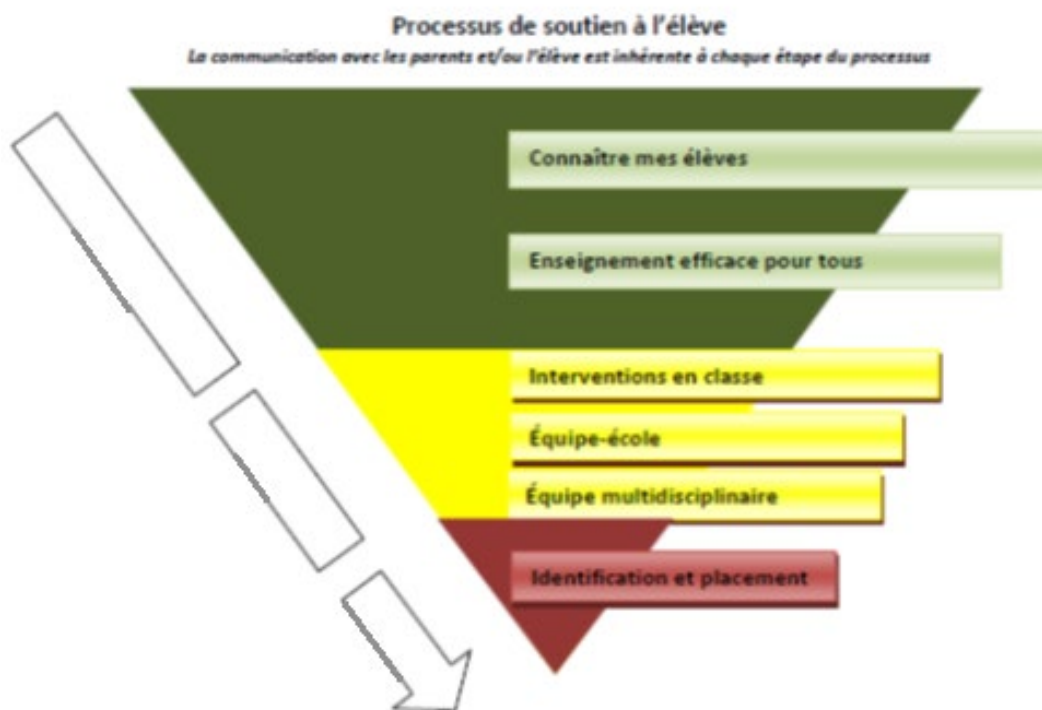 Processus de soutien à l'élève
La communication avec les parents et/ou l'élève est inhérente à chaque étape du processus
Connaître mes élèves
Enseignement efficace pour tous
Interventions en classe
Équipe-école
Équipe multidisciplinaire
Identification et placement